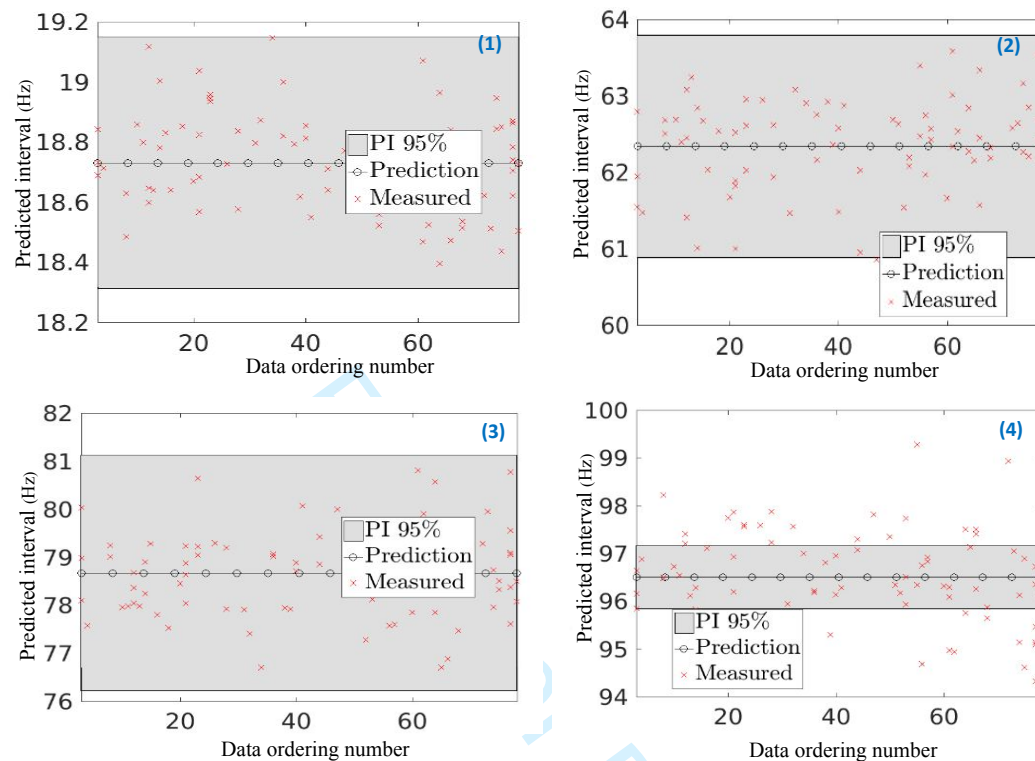 19.2
19
18.8
18.6
18.4
18.2
Predicted interval (Hz)
(1)
PI 95%
Prediction
Measured
20
40
60
Data ordering number
64
63
62
61
60
Predicted interval (Hz)
(2)
PI 95%
Prediction
Measured
20
40
60
Data ordering number
82
81
80
79
78
77
76
Predicted interval (Hz)
(3)
PI 95%
Prediction
Measured
20
40
60
Data ordering number
100
99
98
97
96
95
94
Predicted interval (Hz)
(4)
PI 95%
Prediction
Measured
20
40
60
Data ordering number